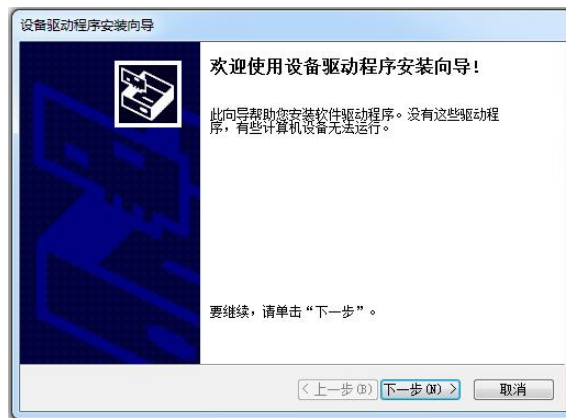 设备驱动程序安装向导
欢迎使用设备驱动程序安装向导!
此向导帮助您安装软件驱动程序。没有这些驱动程
序，有些计算机设备无法运行。
要继续，请单击“下一步”。
< 上一步(B) 下一步(N) > 取消